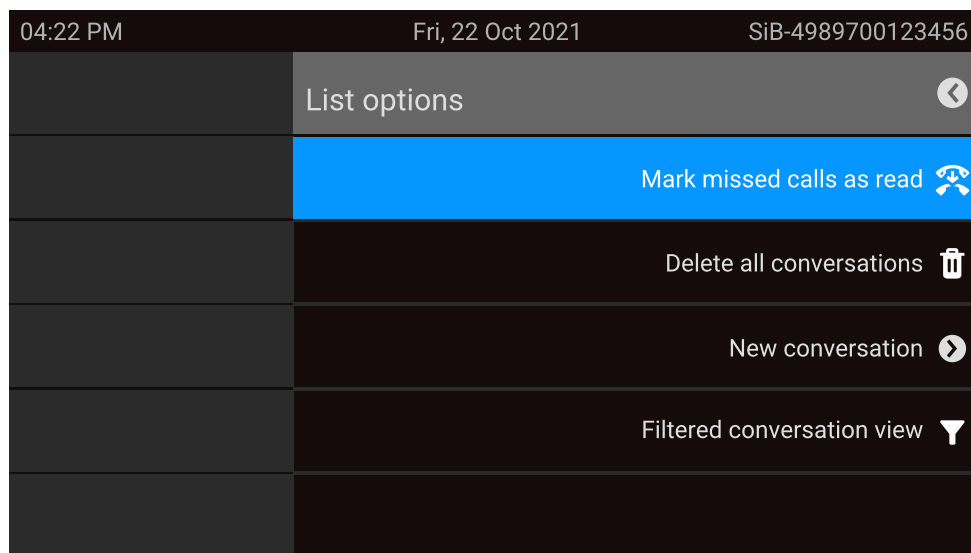 04:22 PM Fri, 22 Oct 2021 SiB-4989700123456
List options
Mark missed calls as read
Delete all conversations
New conversation
Filtered conversation view